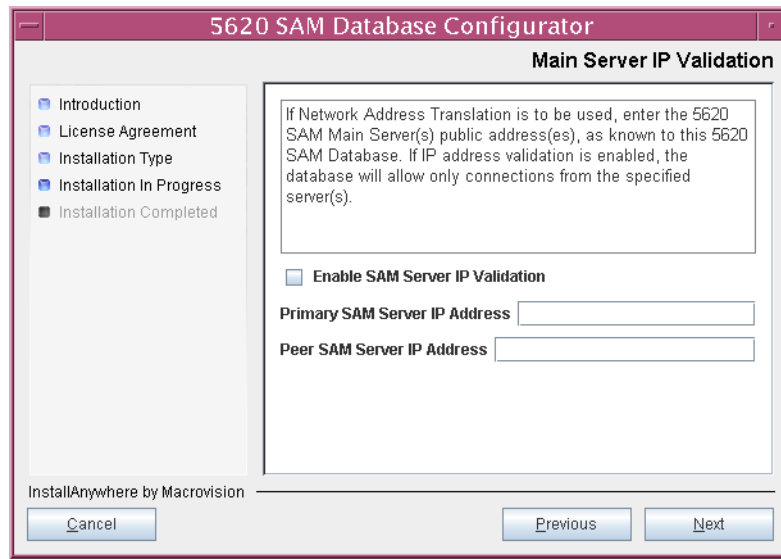 5620 SAM Database Configurator
Main Server IP Validation
Introduction
License Agreement
Installation Type
Installation In Progress
Installation Completed
If Network Address Translation is to be used, enter the 5620
SAM Main Server(s) public address(es), as known to this 5620
SAM Database. If IP address validation is enabled, the
database will allow only connections from the specified
server(s).
Enable SAM Server IP Validation
Primary SAM Server IP Address
Peer SAM Server IP Address
InstallAnywhere by Macrovision
Cancel
Previous
Next